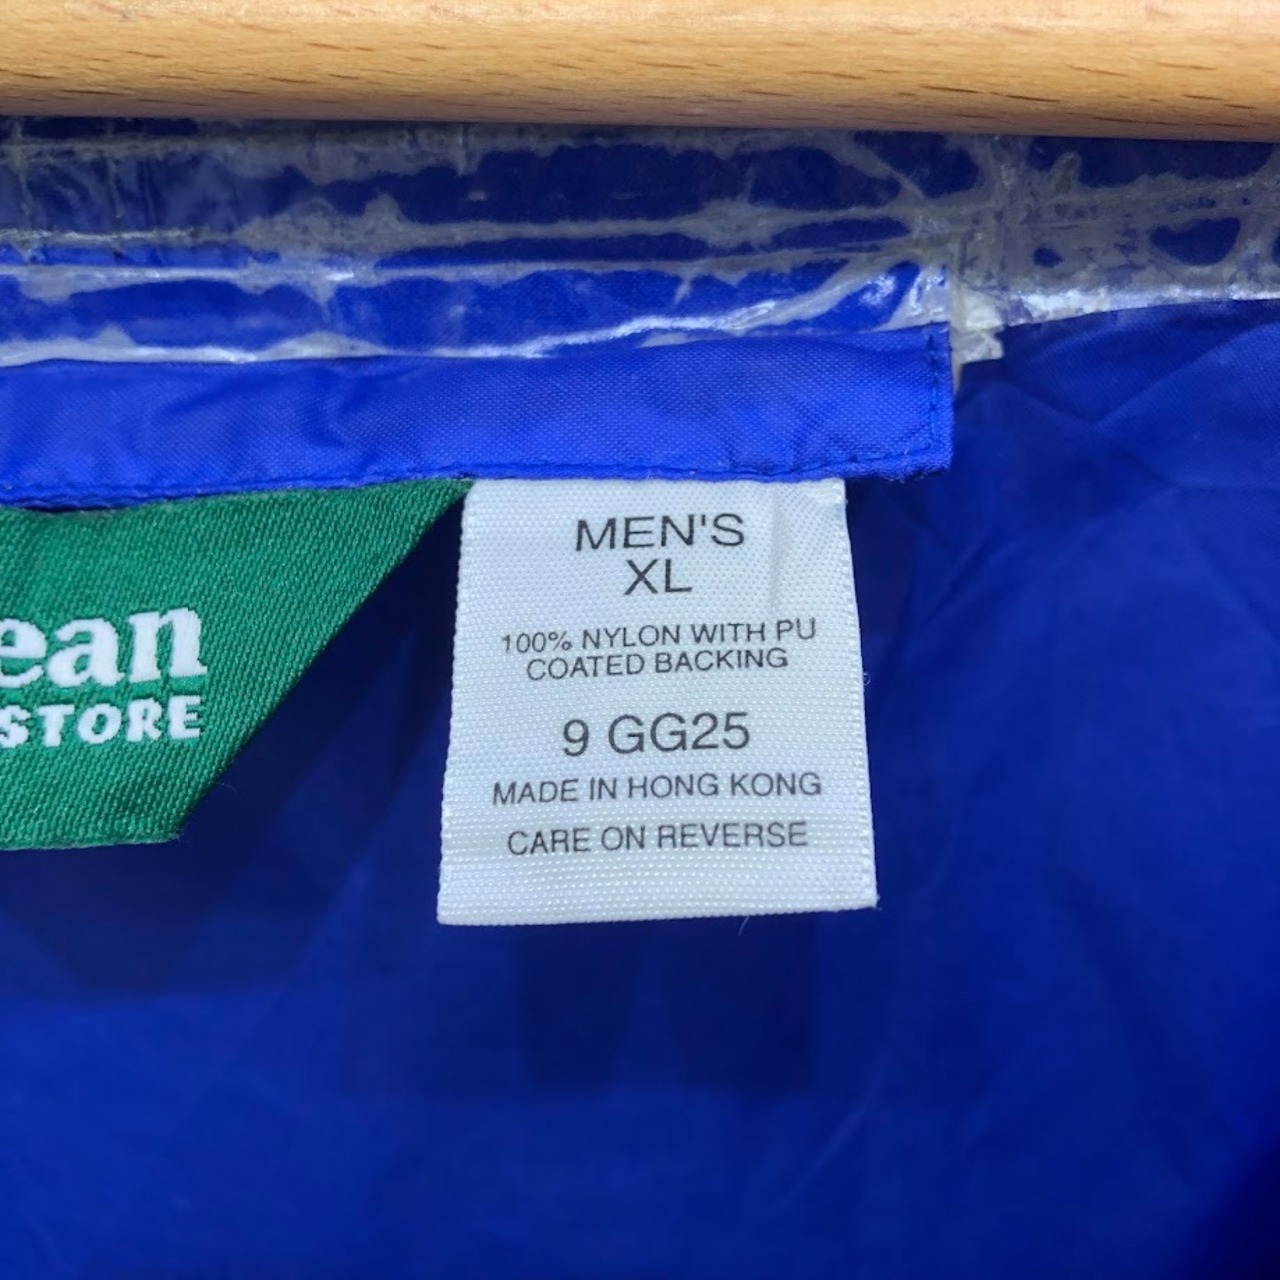 ean
STORE
MEN'S
XL
100% NYLON WITH PU
COATED BACKING
9 GG25
MADE IN HONG KONG
CARE ON REVERSE